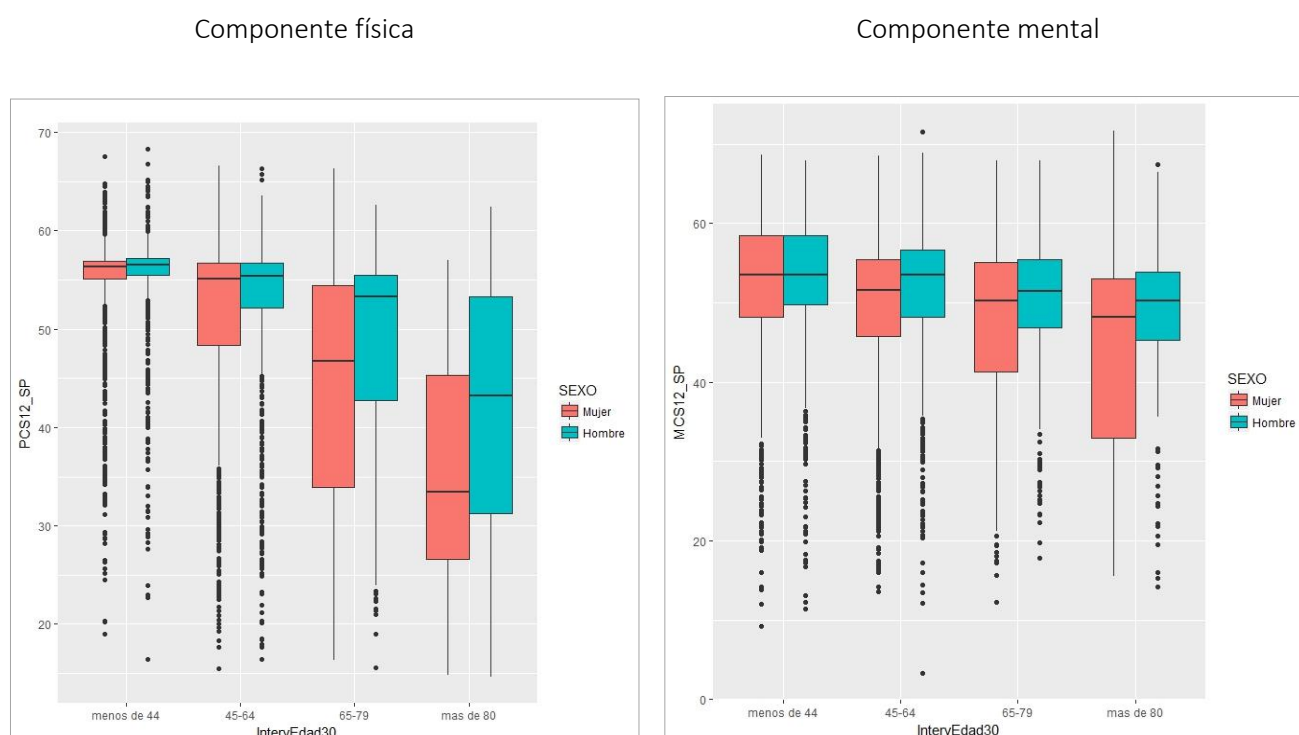 Componente física
Componente mental
70
60
50
40
30
20
PCS12_SP
menos de 44
45-64
65-79
mas de 80
IntervEdad30
SEXO
Mujer
Hombre
60
40
20
0
MCS12_SP
menos de 44
45-64
65-79
mas de 80
IntervEdad30
SEXO
Mujer
Hombre